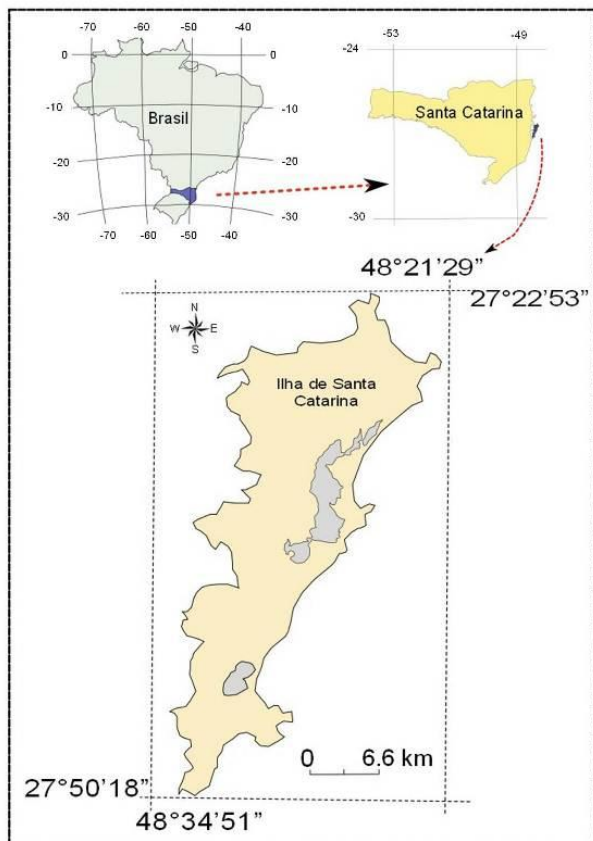 -70 -60 -50 -40
0
-10
Brasil
-20
-30
-70 -60 -50 -40
-53 -49
-24
Santa Catarina
-30
48°21'29”
27°22'53”
N
W E
S
Ilha de Santa
Catarina
0 6.6 km
27°50'18”
48°34'51”
0
-10
-20
-30